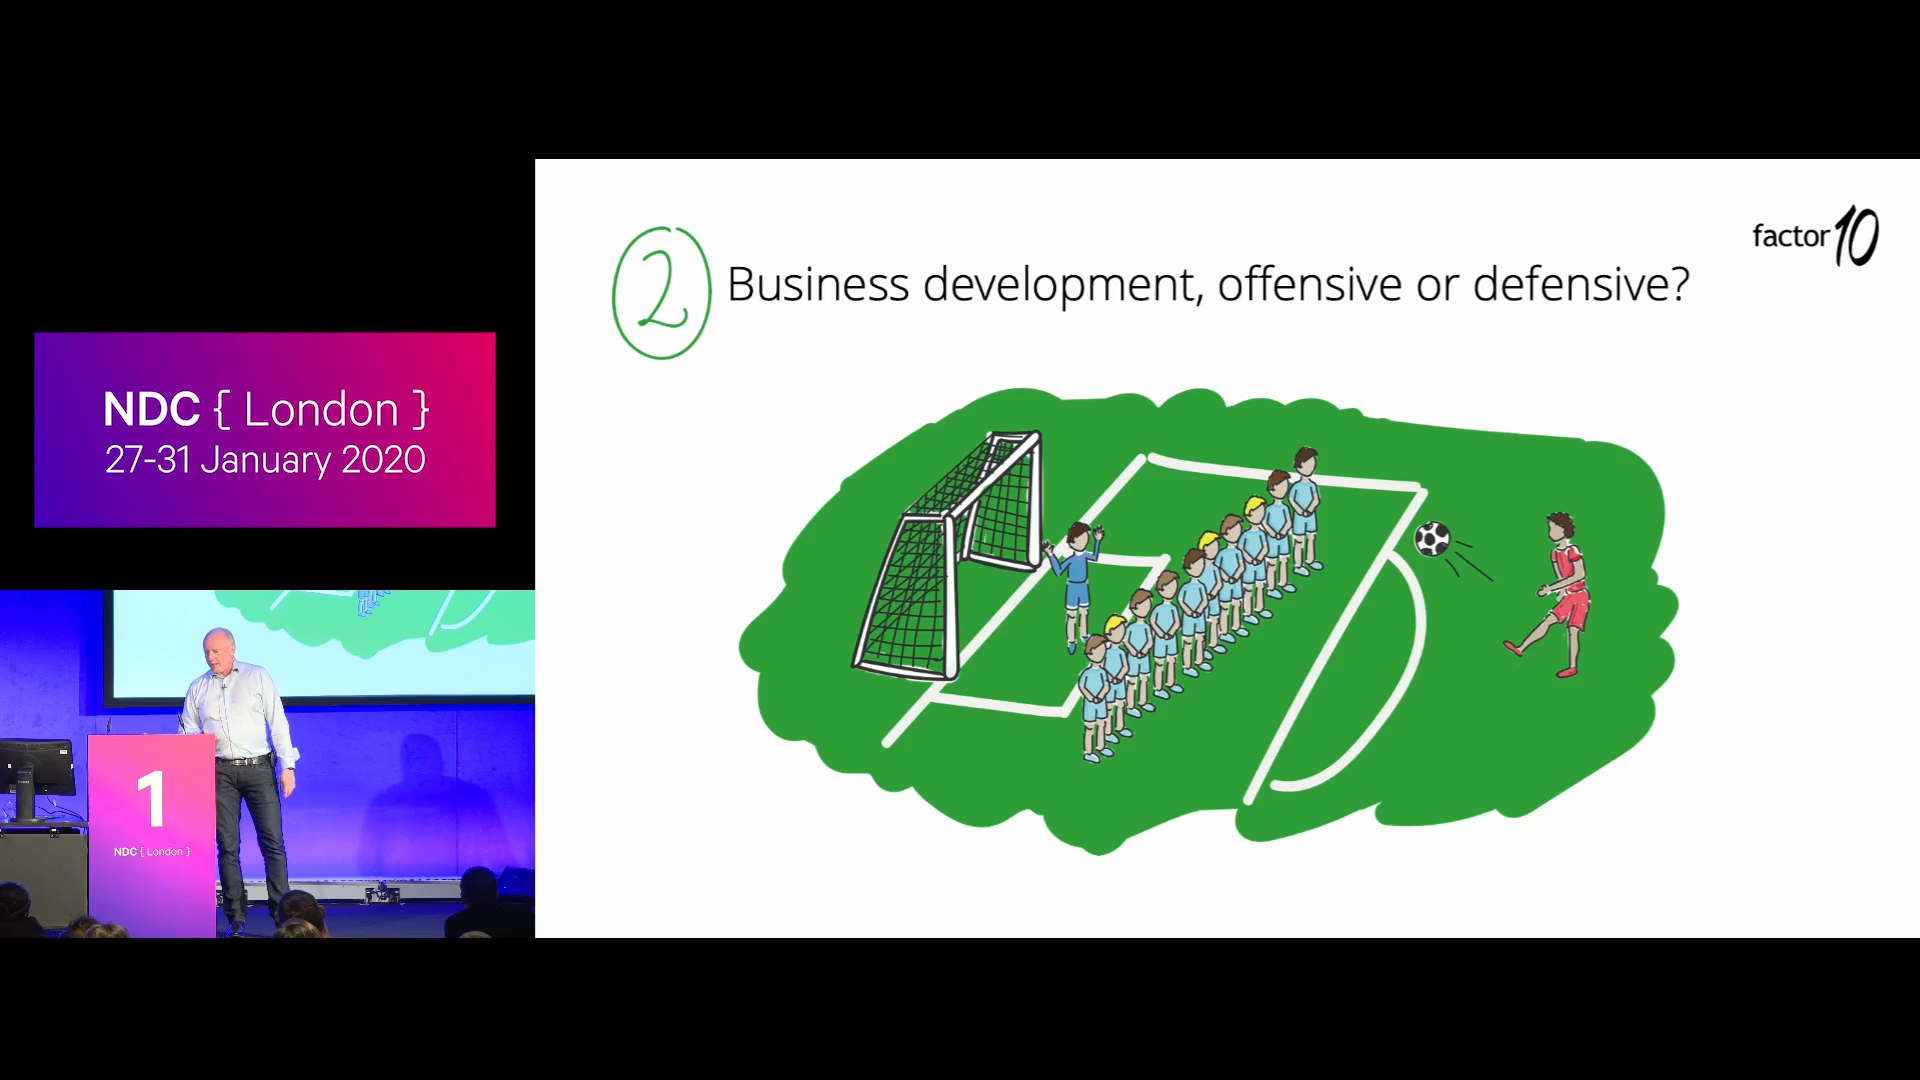 NDC { London }
27-31 January 2020
1
NDC { London }
factor10
2 Business development, offensive or defensive?